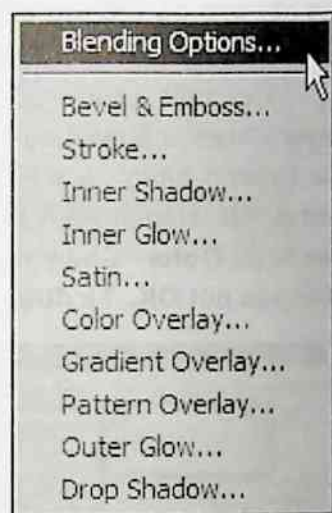 Blending Options...
Bevel & Emboss...
Stroke...
Inner Shadow...
Inner Glow...
Satin...
Color Overlay...
Gradient Overlay...
Pattern Overlay...
Outer Glow...
Drop Shadow...